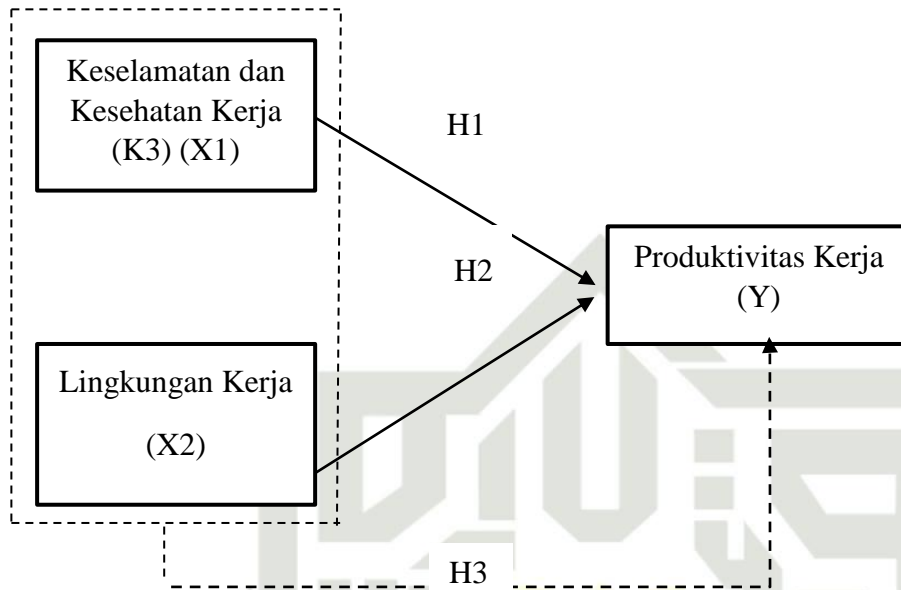 Keselamatan dan
Kesehatan Kerja
(K3) (X1)
H1
Produktivitas Kerja
(Y)
H2
Lingkungan Kerja
(X2)
H3